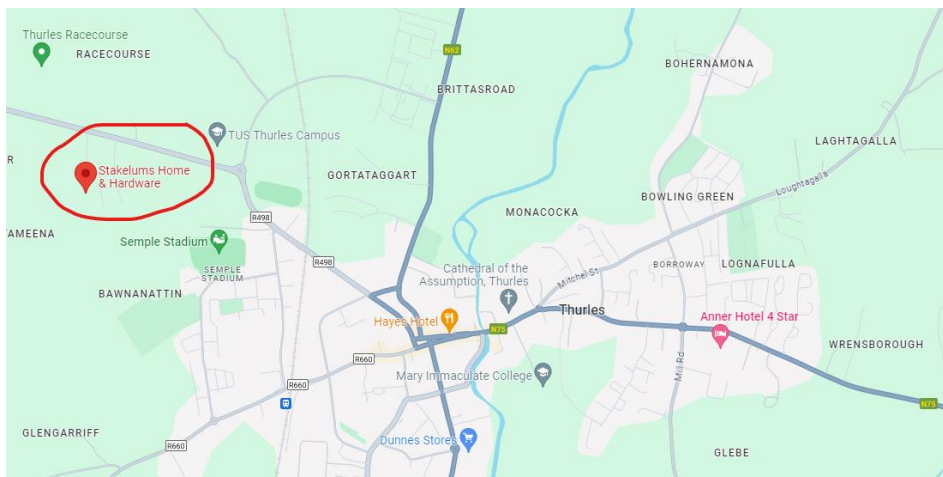 Thurles Racecourse
RACECOURSE
N62
BOHERNAMONA
BRITTASROAD
TUS Thurles Campus
LAGHTAGALLA
R
Stakelums Home
& Hardware
GORTATAGGART
Loughtagalla
BOWLING GREEN
MONACOCKA
R498
AMEENA
Semple Stadium
R498
SEMPLE
STADIUM
Cathedral of the
Assumption, Thurles
Mitchel St
BORROWAY
LOGNAFULLA
BAWNANATTIN
Hayes Hotel
Thurles
N75
Anner Hotel 4 Star
WRENSBOROUGH
R660
Mary Immaculate College
Mill Rd
R660
N75
GLENGARRIFF
R660
Dunnes Stores
GLEBE